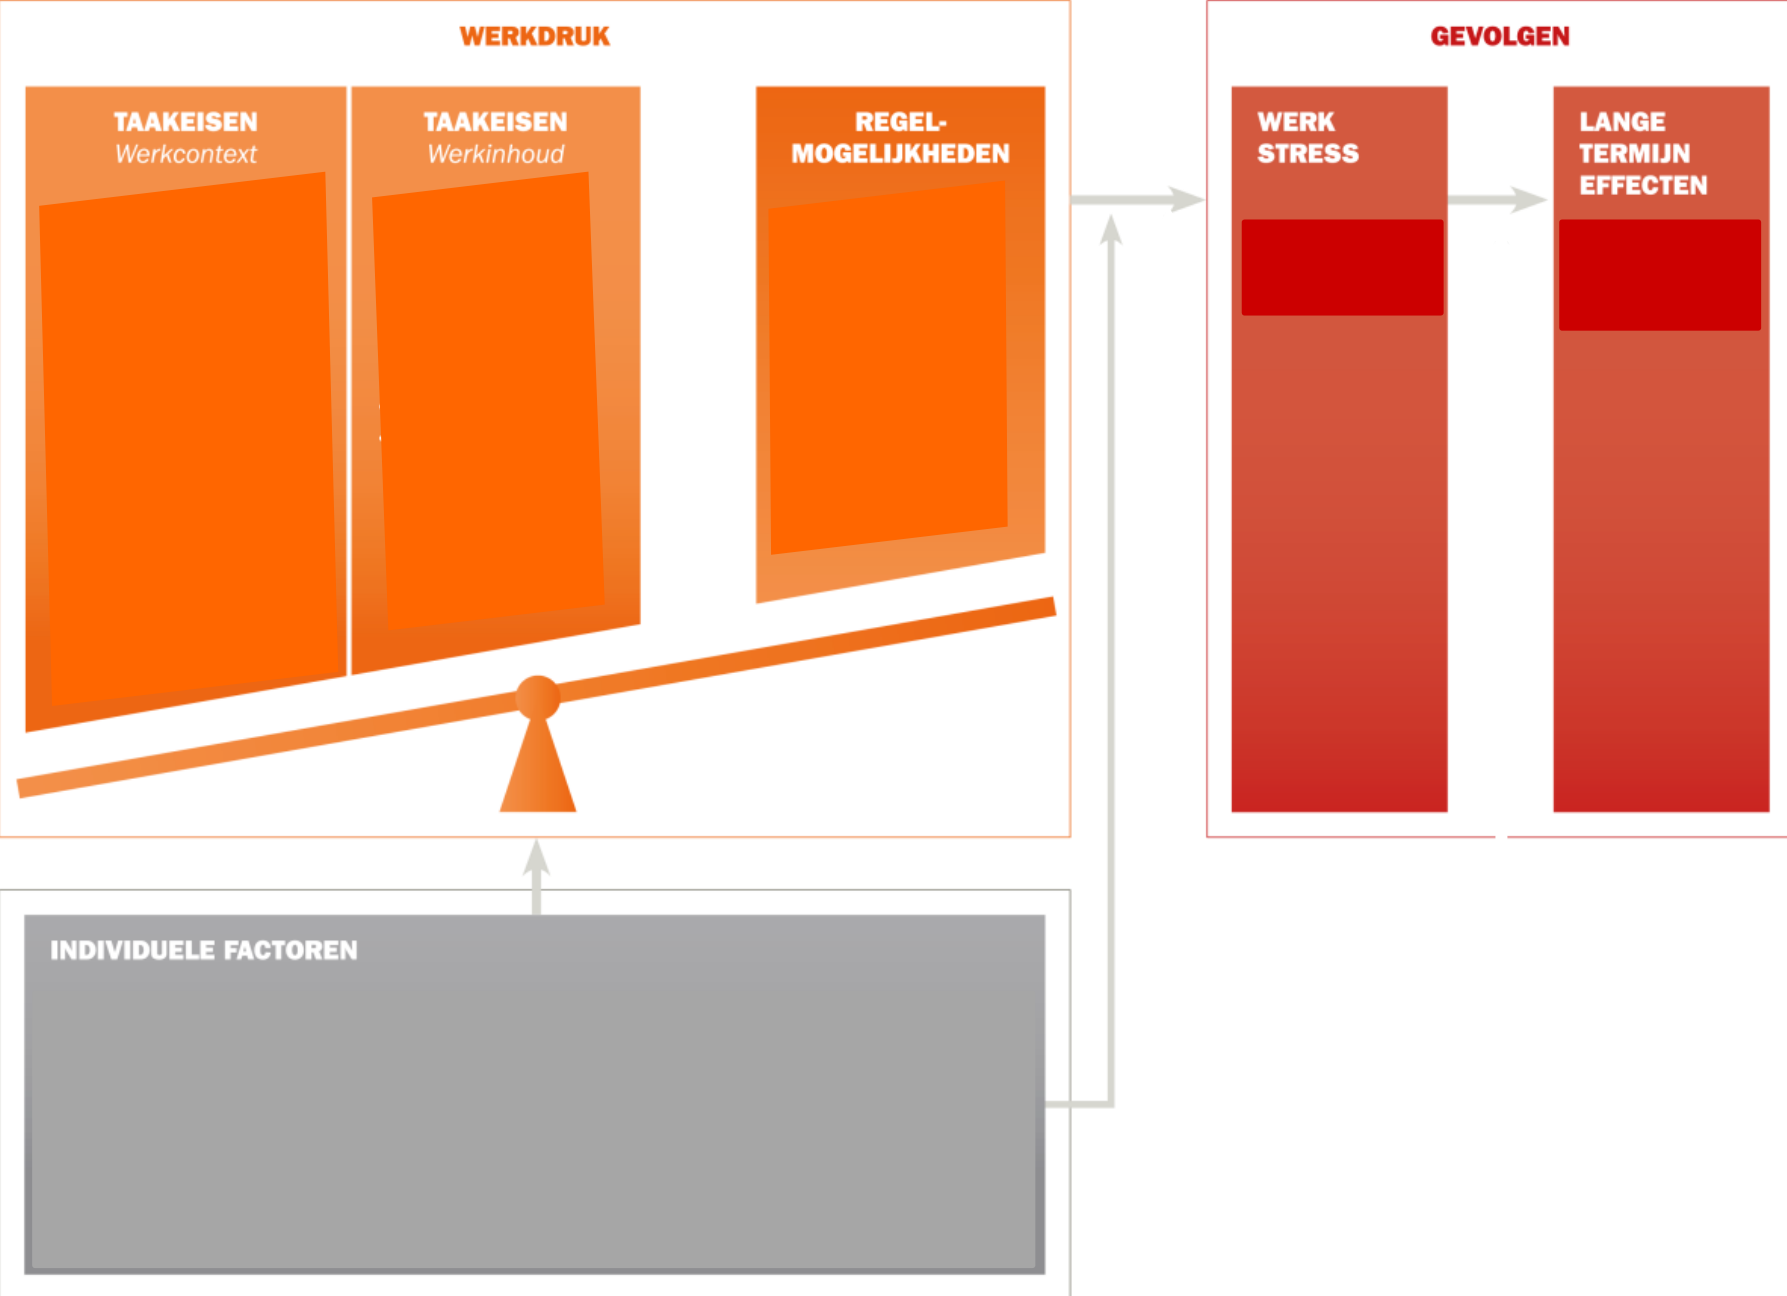 WERKDRUK
TAAKEISEN
Werkcontext
TAAKEISEN
Werkinhoud
REGEL-
MOGELIJKHEDEN
GEVOLGEN
WERK
STRESS
LANGE
TERMIJN
EFFECTEN
INDIVIDUELE FACTOREN